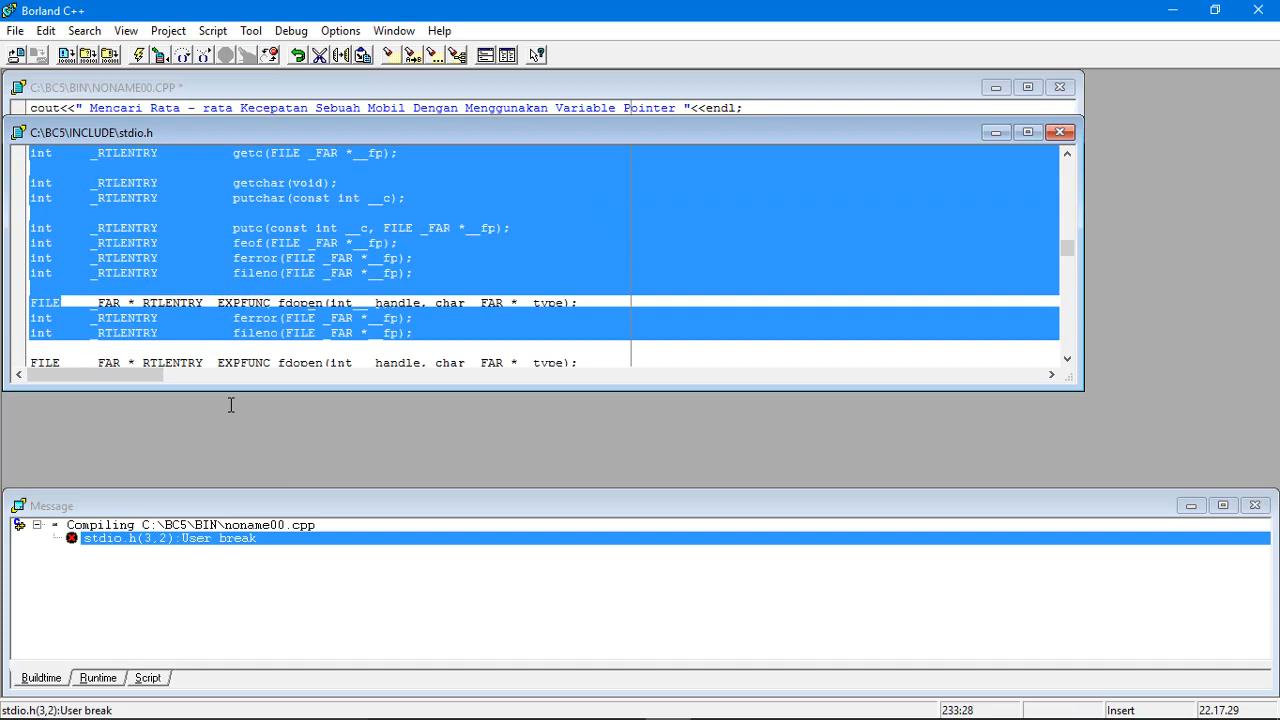 Borland C++
File Edit Search View Project Script Tool Debug Options Window Help
C:\BC5\BIN\NONAME00.CPP *
cout<<" Mencari Rata - rata Kecepatan Sebuah Mobil Dengan Menggunakan Variable Pointer "<<endl;
C:\BC5\INCLUDE\stdio.h
int _RTLENTRY getc(FILE _FAR *__fp);
int _RTLENTRY getchar(void);
int _RTLENTRY putchar(const int __c);
int _RTLENTRY putc(const int __c, FILE _FAR *__fp);
int _RTLENTRY feof(FILE _FAR *__fp);
int _RTLENTRY ferror(FILE _FAR *__fp);
int _RTLENTRY fileno(FILE _FAR *__fp);
FILE _FAR *_RTLENTRY _EXPFUNC fdopen(int __handle, char _FAR *__type);
int _RTLENTRY ferror(FILE _FAR *__fp);
int _RTLENTRY fileno(FILE _FAR *__fp);
FILE _FAR *_RTLENTRY _EXPFUNC fdopen(int __handle, char _FAR *__type);
Message
Compiling C:\BC5\BIN\noname00.cpp
stdio.h(3,2):User break
Buildtime Runtime Script
stdio.h(3,2):User break 233:28 Insert 22.17.29